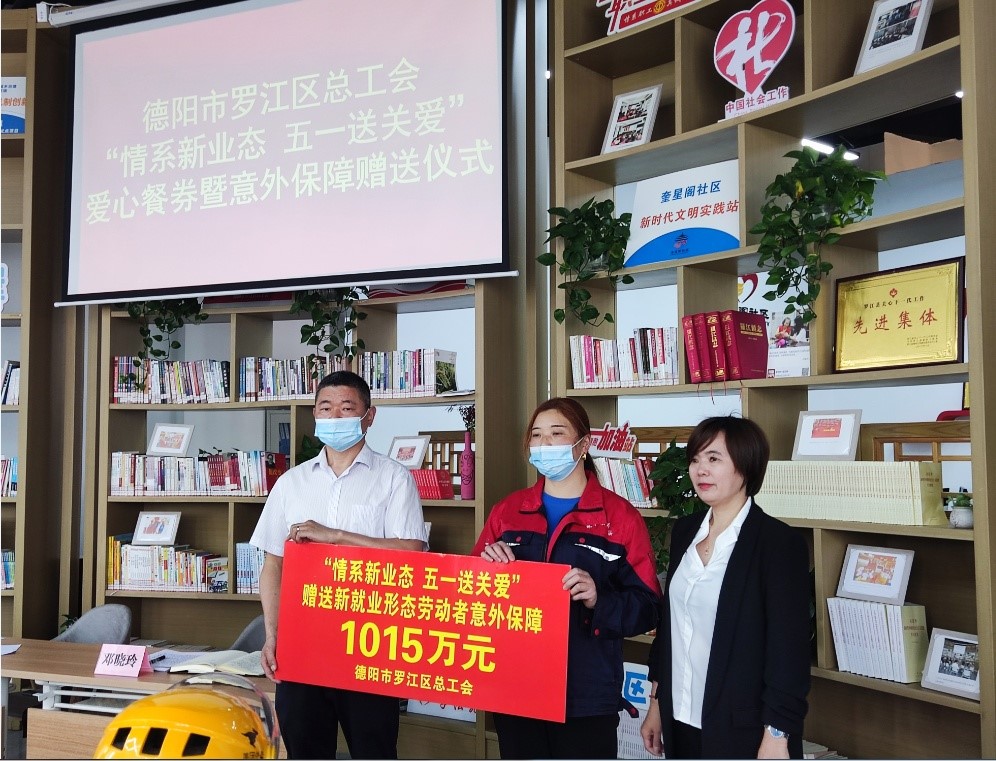 德阳市罗江区总工会
“情系新业态 五一送关爱”
爱心餐券暨意外保障赠送仪式
中国社会工作
奎星阁社区
新时代文明实践站
先进集体
加油
邓晓玲
“情系新业态 五一送关爱”
赠送新就业形态劳动者意外保障
1015万元
德阳市罗江区总工会